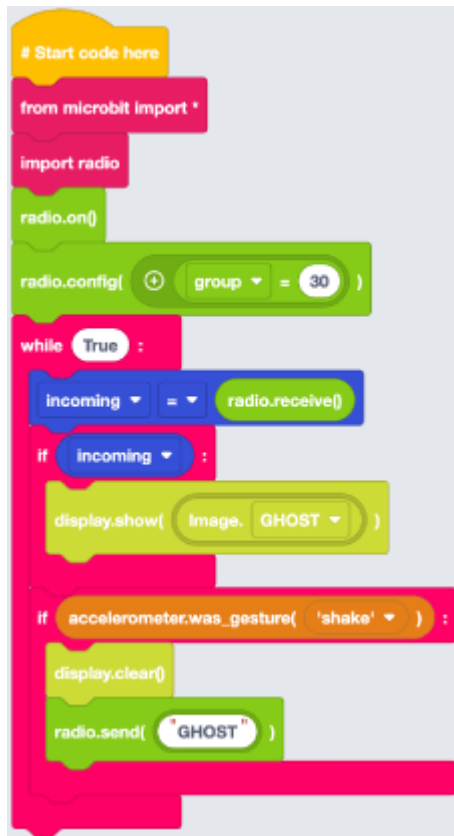 # Start code here
from microbit import *
import radio
radio.on()
radio.config( + group = 30 )
while True :
incoming = radio.receive()
if incoming :
display.show( Image. GHOST )
if accelerometer.was_gesture( 'shake' ) :
display.clear()
radio.send( "GHOST" )